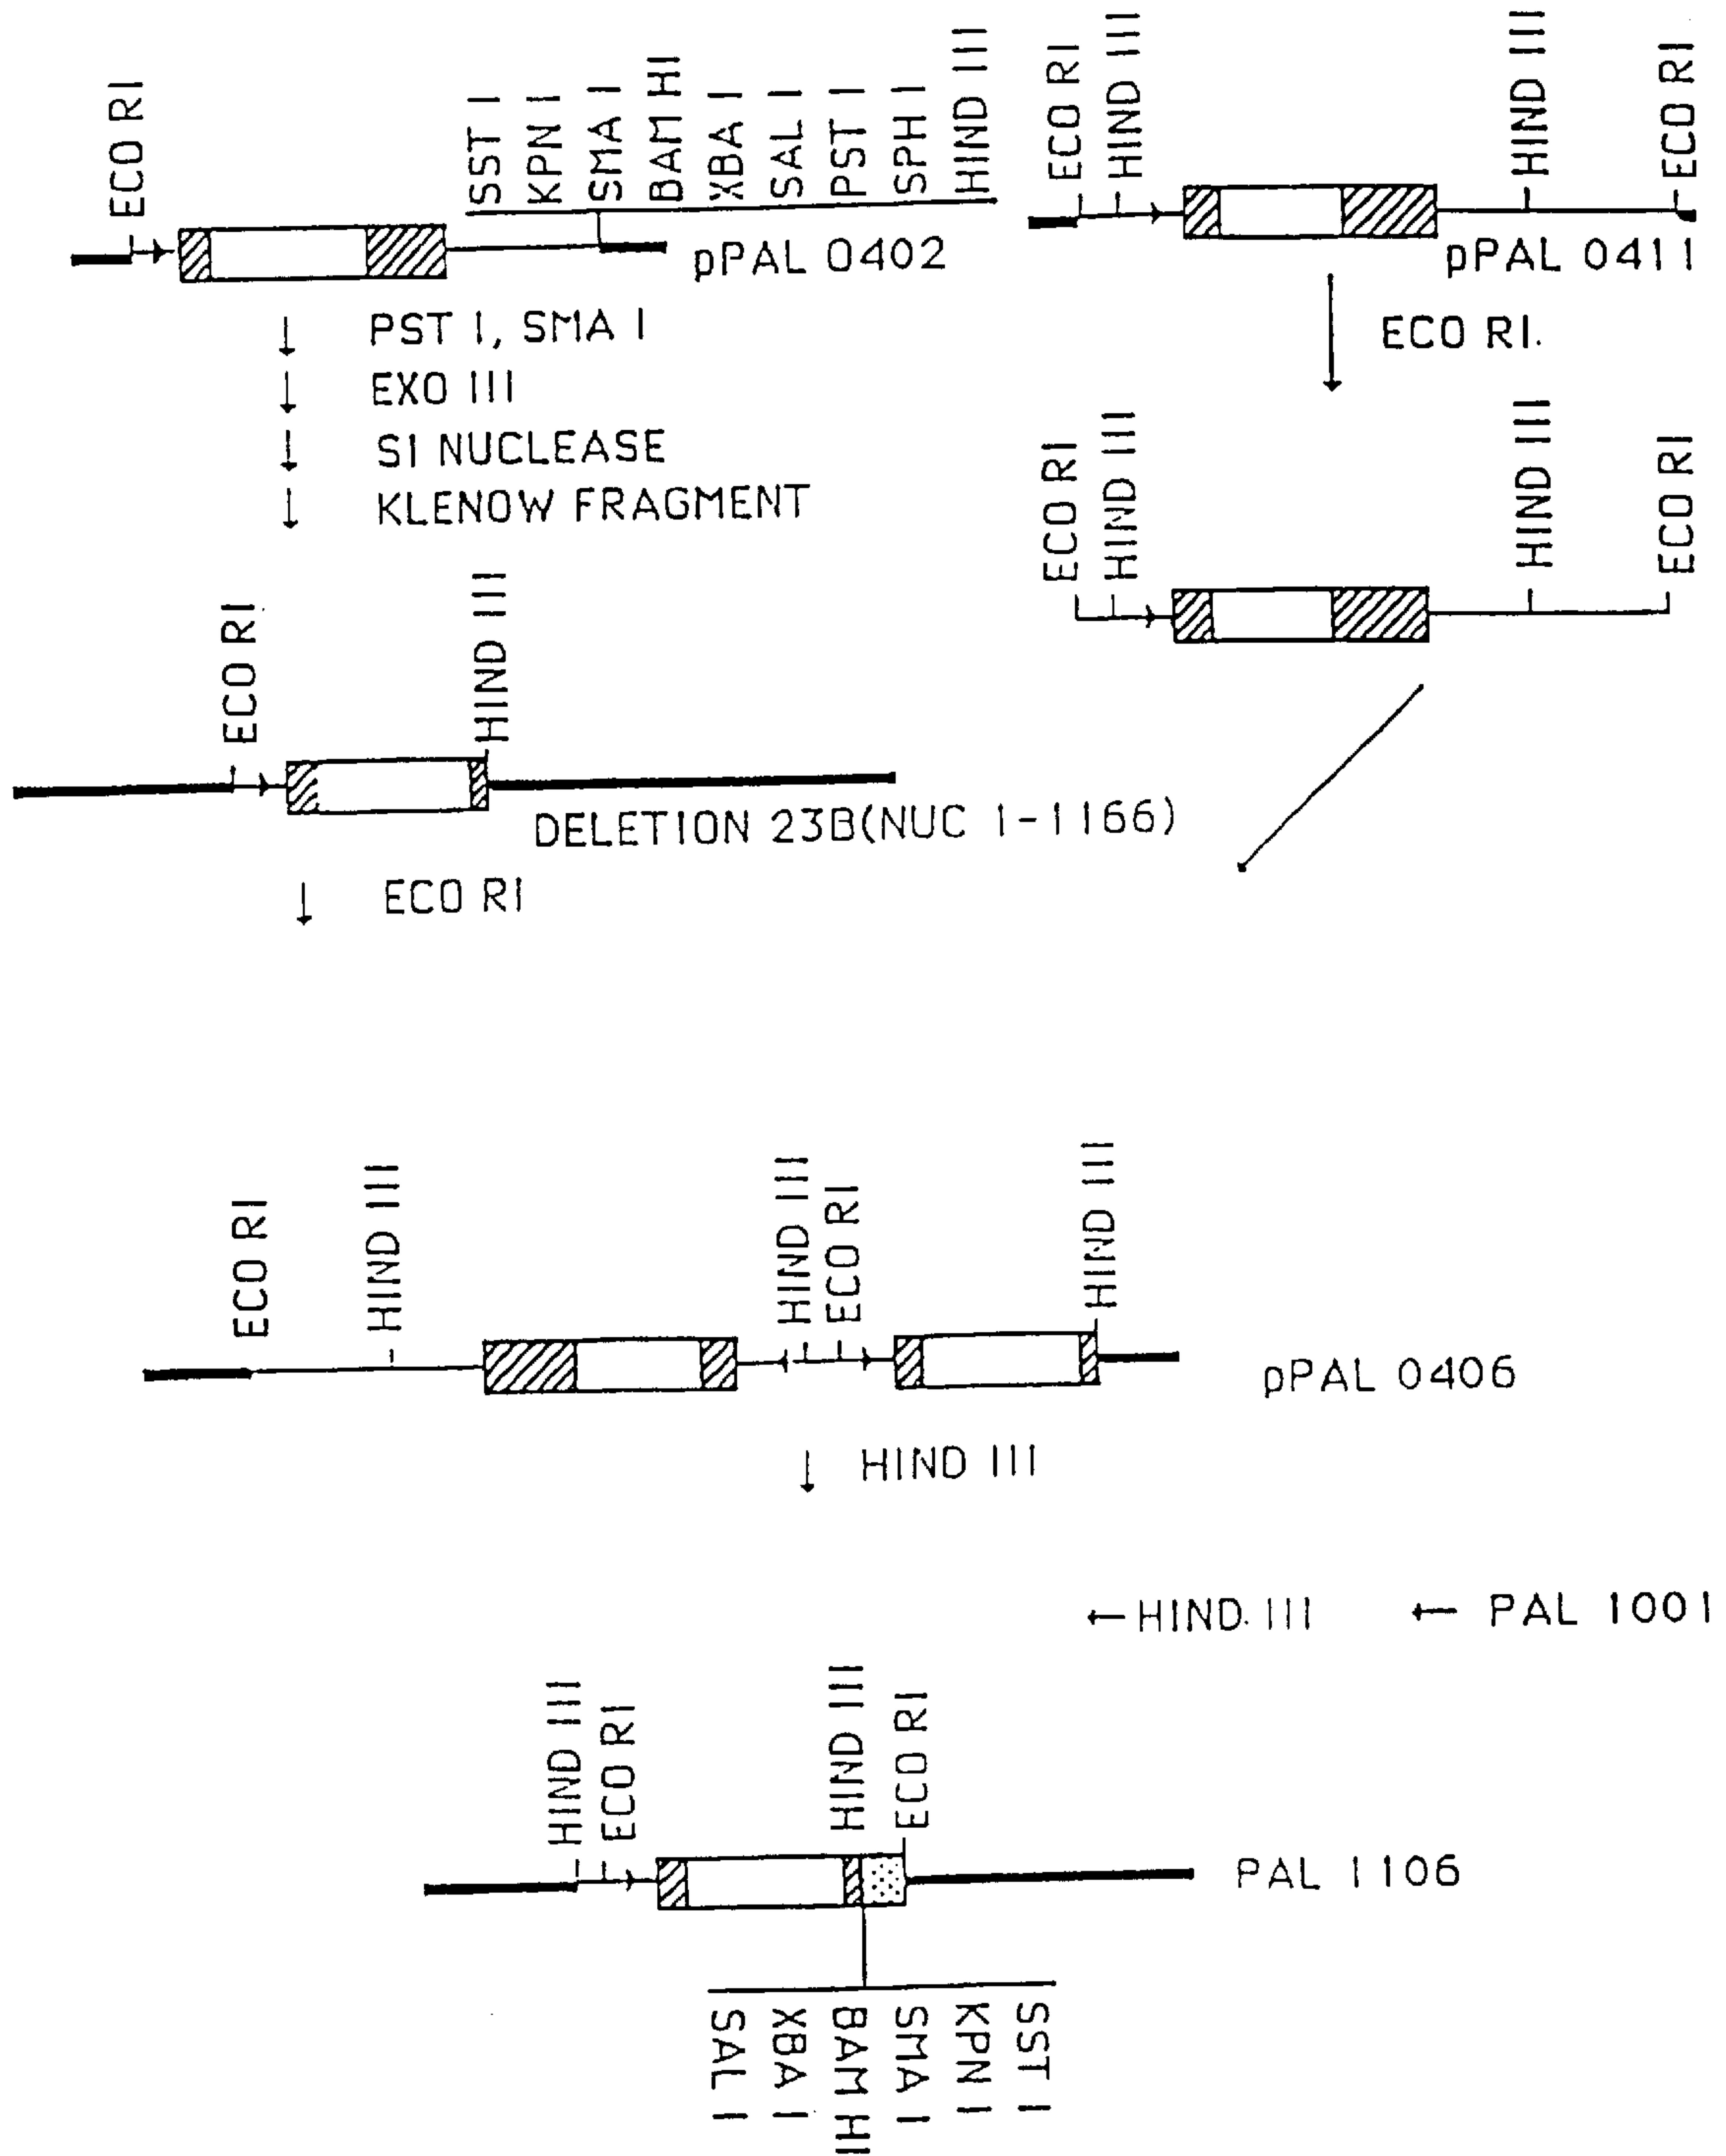 ECO RI
SST I
KPN I
SMA I
BAM HI
XBA I
SAL I
PST I
SPH I
HIND III
pPAL 0402
ECO RI
HIND III
HIND III
ECO RI
pPAL 0411
PST I, SMA I
EXO III
S1 NUCLEASE
KLENOW FRAGMENT
ECO RI.
ECO RI
HIND III
HIND III
ECO RI
ECO RI
HIND III
DELETION 23B(NUC 1-1166)
ECO RI
ECO RI
HIND III
HIND III
ECO RI
HIND III
pPAL 0406
HIND III
←HIND. III ← PAL 1001
HIND III
ECO RI
HIND III
ECO RI
PAL 1106
SAL I
XBA I
BAM HI
SMA I
KPN I
SST I